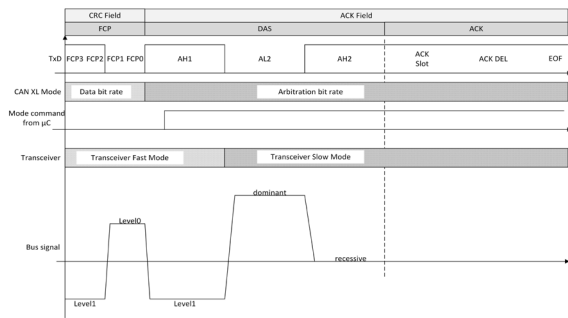 CRC Field ACK Field
FCP DAS ACK
TxD FCP3 FCP2 FCP1 FCP0 AH1 AL2 AH2 ACK Slot ACK DEL EOF
CAN XL Mode Data bit rate Arbitration bit rate
Mode command
from µC
Transceiver Transceiver Fast Mode Transceiver Slow Mode
dominant
Level0
Bus signal recessive
Level1 Level1